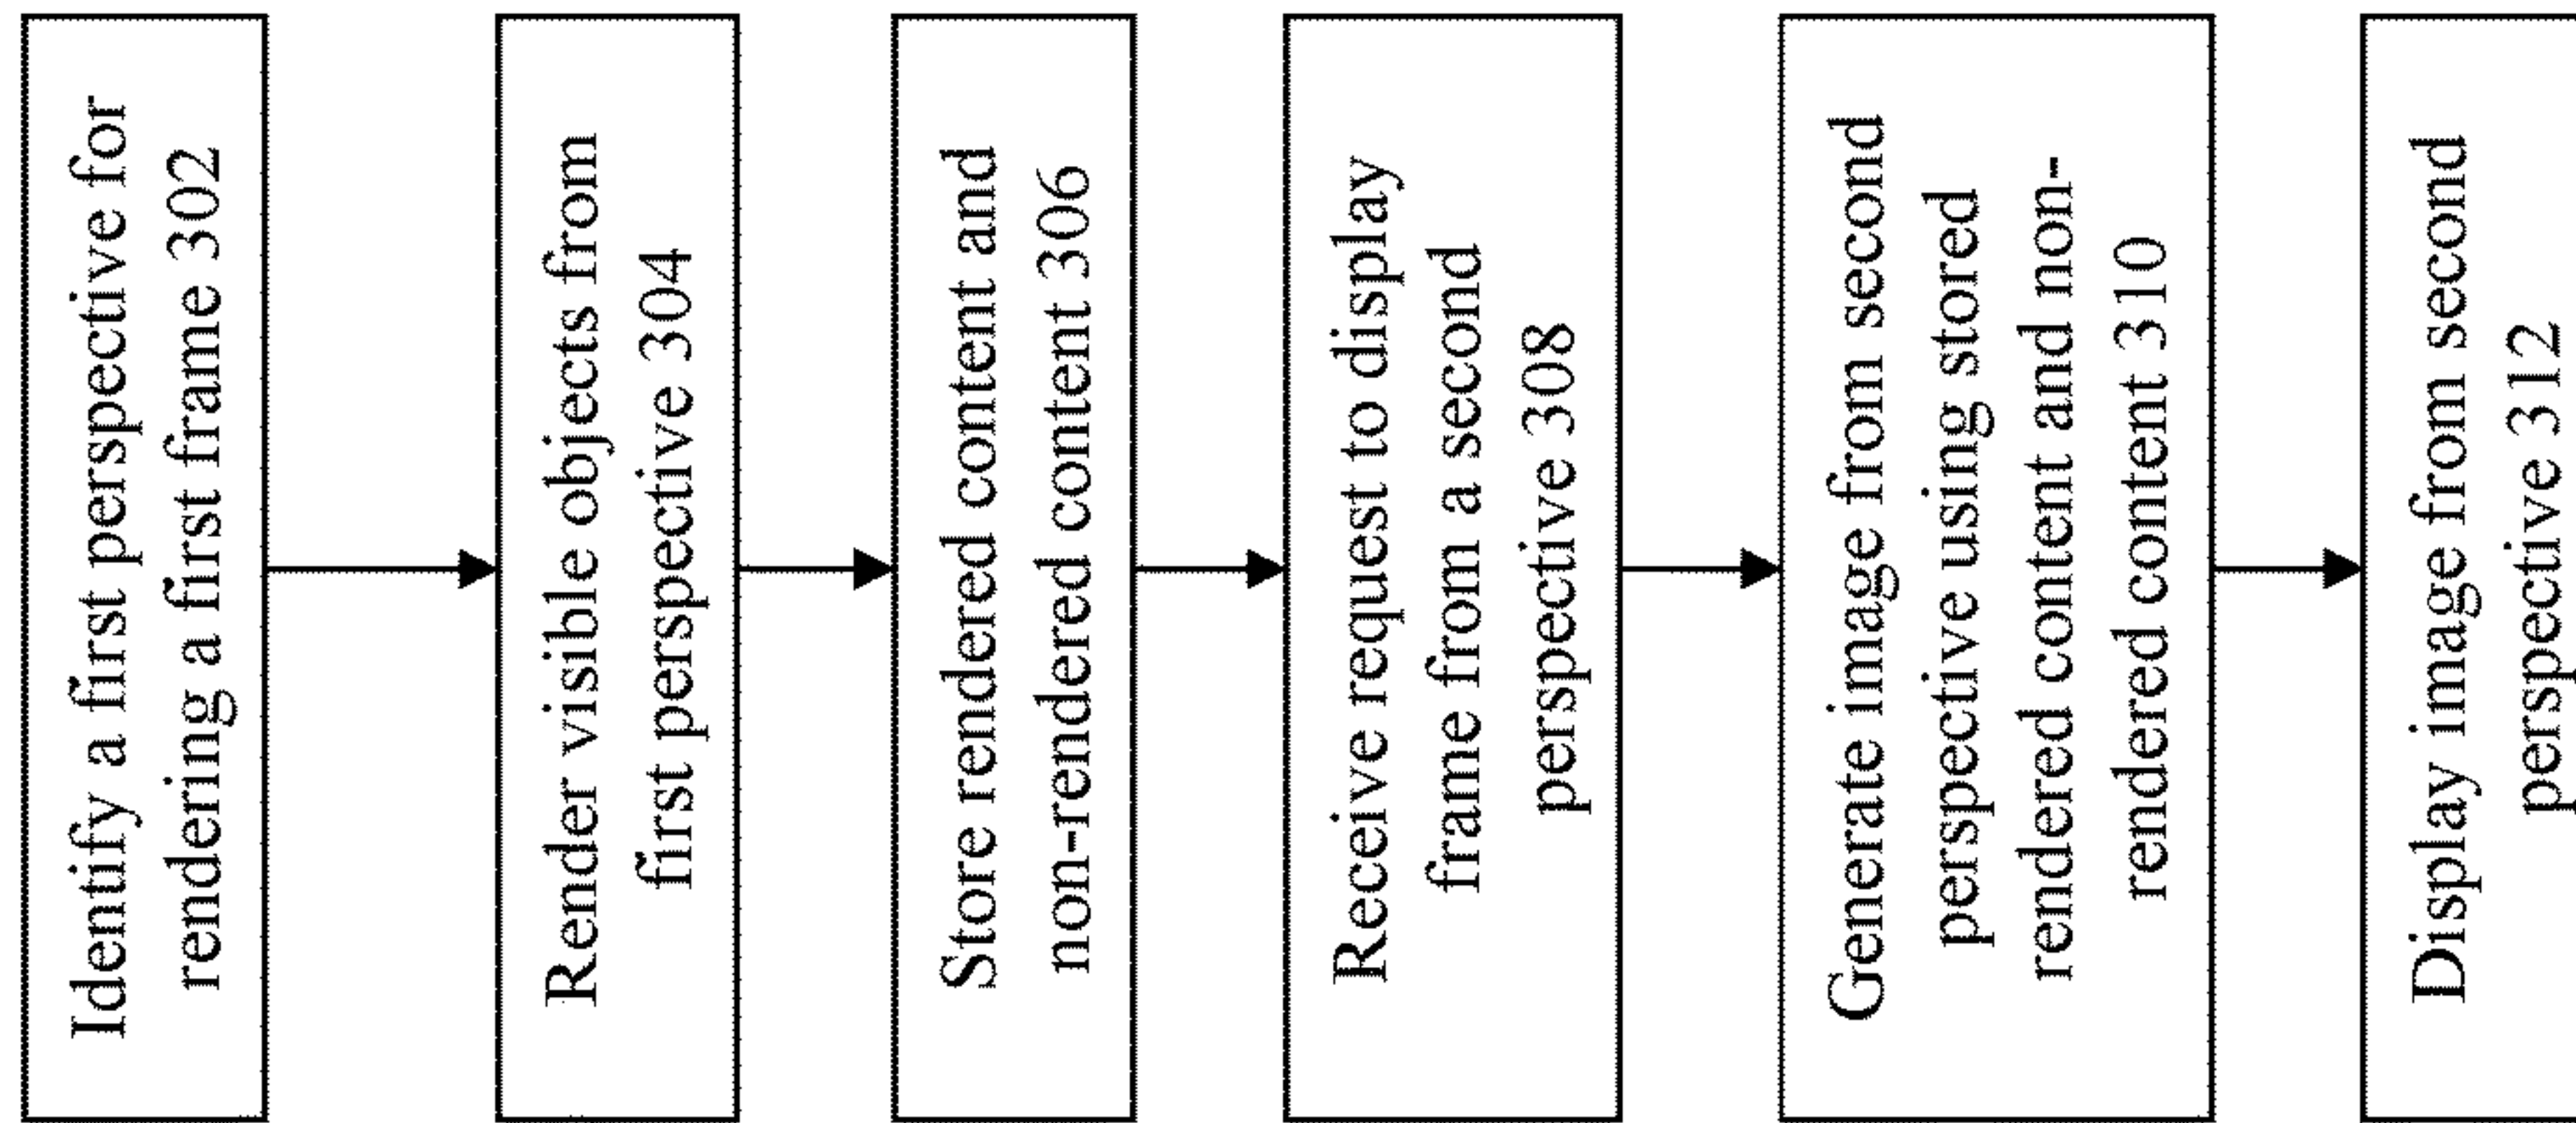 Identify a first perspective for
rendering a first frame 302
Render visible objects from
first perspective 304
Store rendered content and
non-rendered content 306
Receive request to display
frame from a second
perspective 308
Generate image from second
perspective using stored
rendered content and non-
rendered content 310
Display image from second
perspective 312